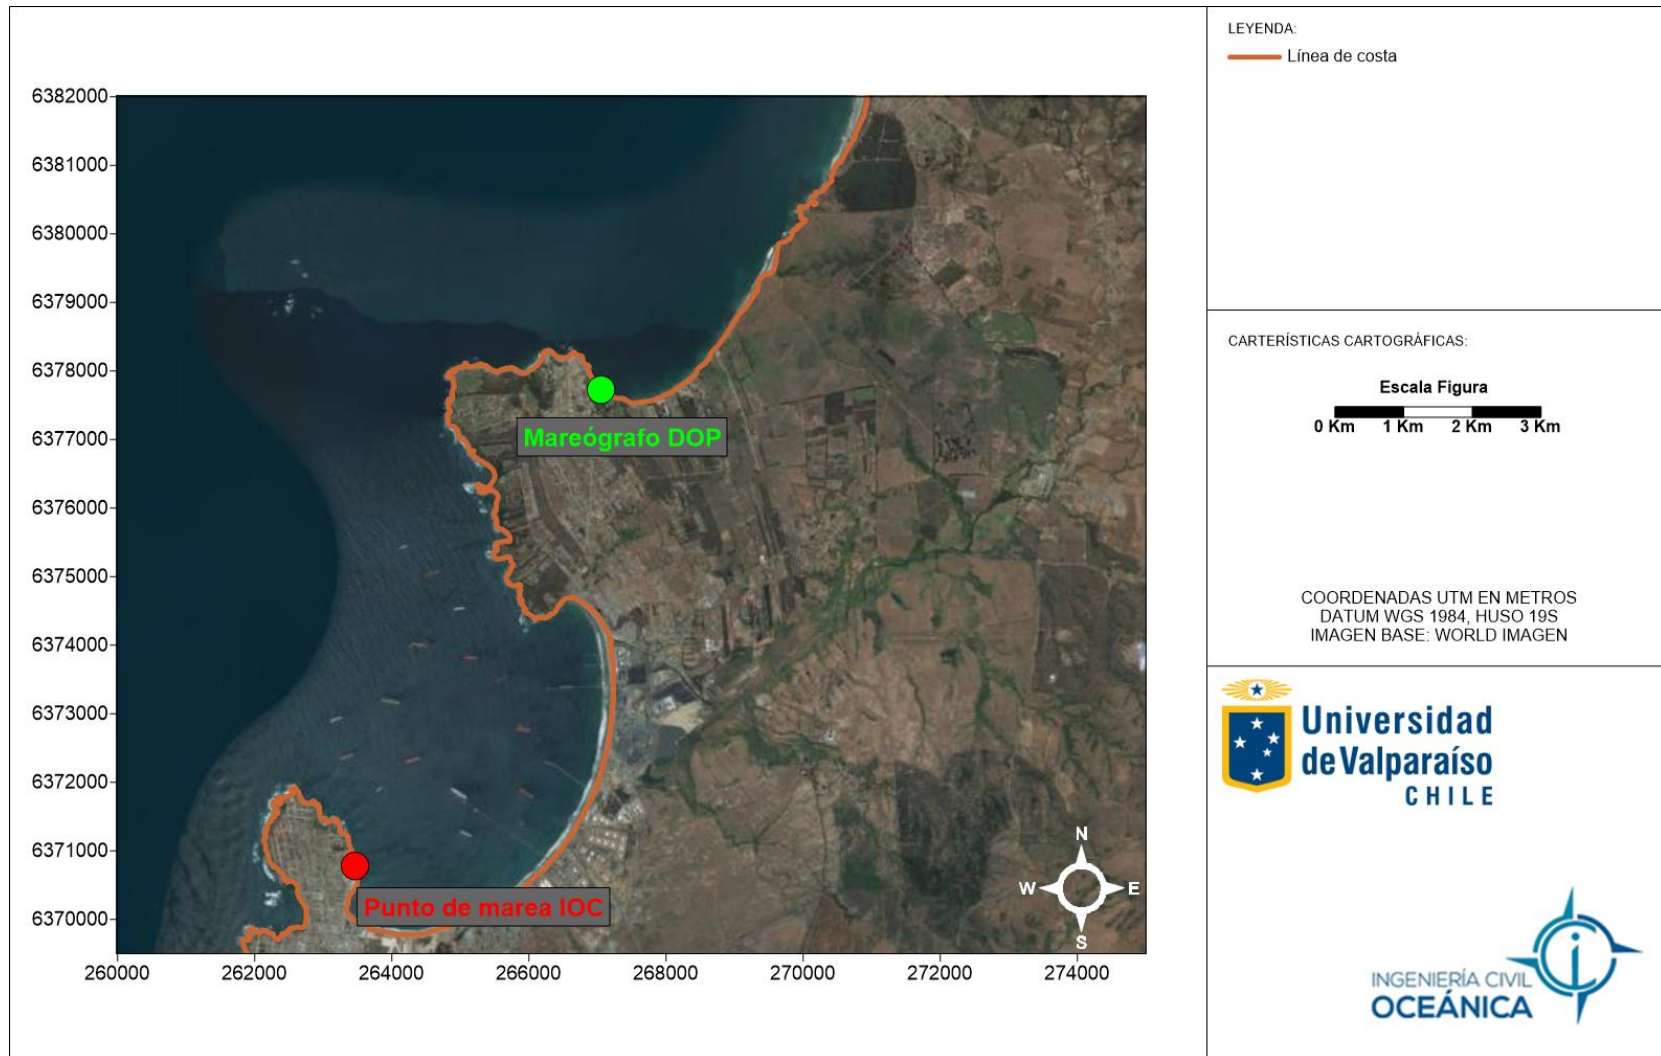 6382000
6381000
6380000
6379000
6378000
6377000
6376000
6375000
6374000
6373000
6372000
6371000
6370000
260000 262000 264000 266000 268000 270000 272000 274000
Mareógrafo DOP
Punto de marea IOC
N
W E
S
LEYENDA:
Línea de costa
CARTERÍSTICAS CARTOGRÁFICAS:
Escala Figura
0 Km 1 Km 2 Km 3 Km
COORDENADAS UTM EN METROS
DATUM WGS 1984, HUSO 19S
IMAGEN BASE: WORLD IMAGEN
Universidad
de Valparaíso
CHILE
INGENIERÍA CIVIL
OCEÁNICA